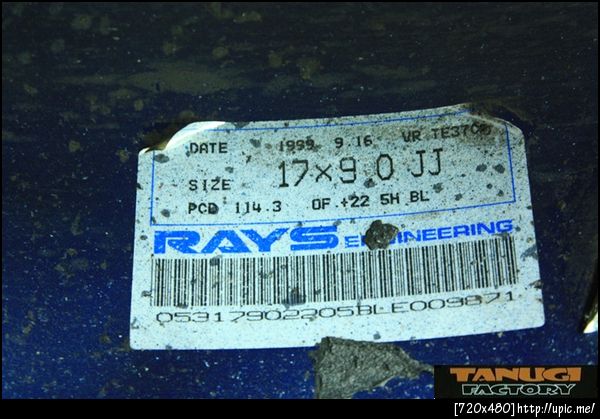 DATE 1999 9.16 VR TE37
SIZE 17×9.0 JJ
PCD 114.3 OF +22 5H BL
RAYS ENGINEERING
05317902205BLE009871
TANUGI
FACTORY
[720x480]http://upic.me/